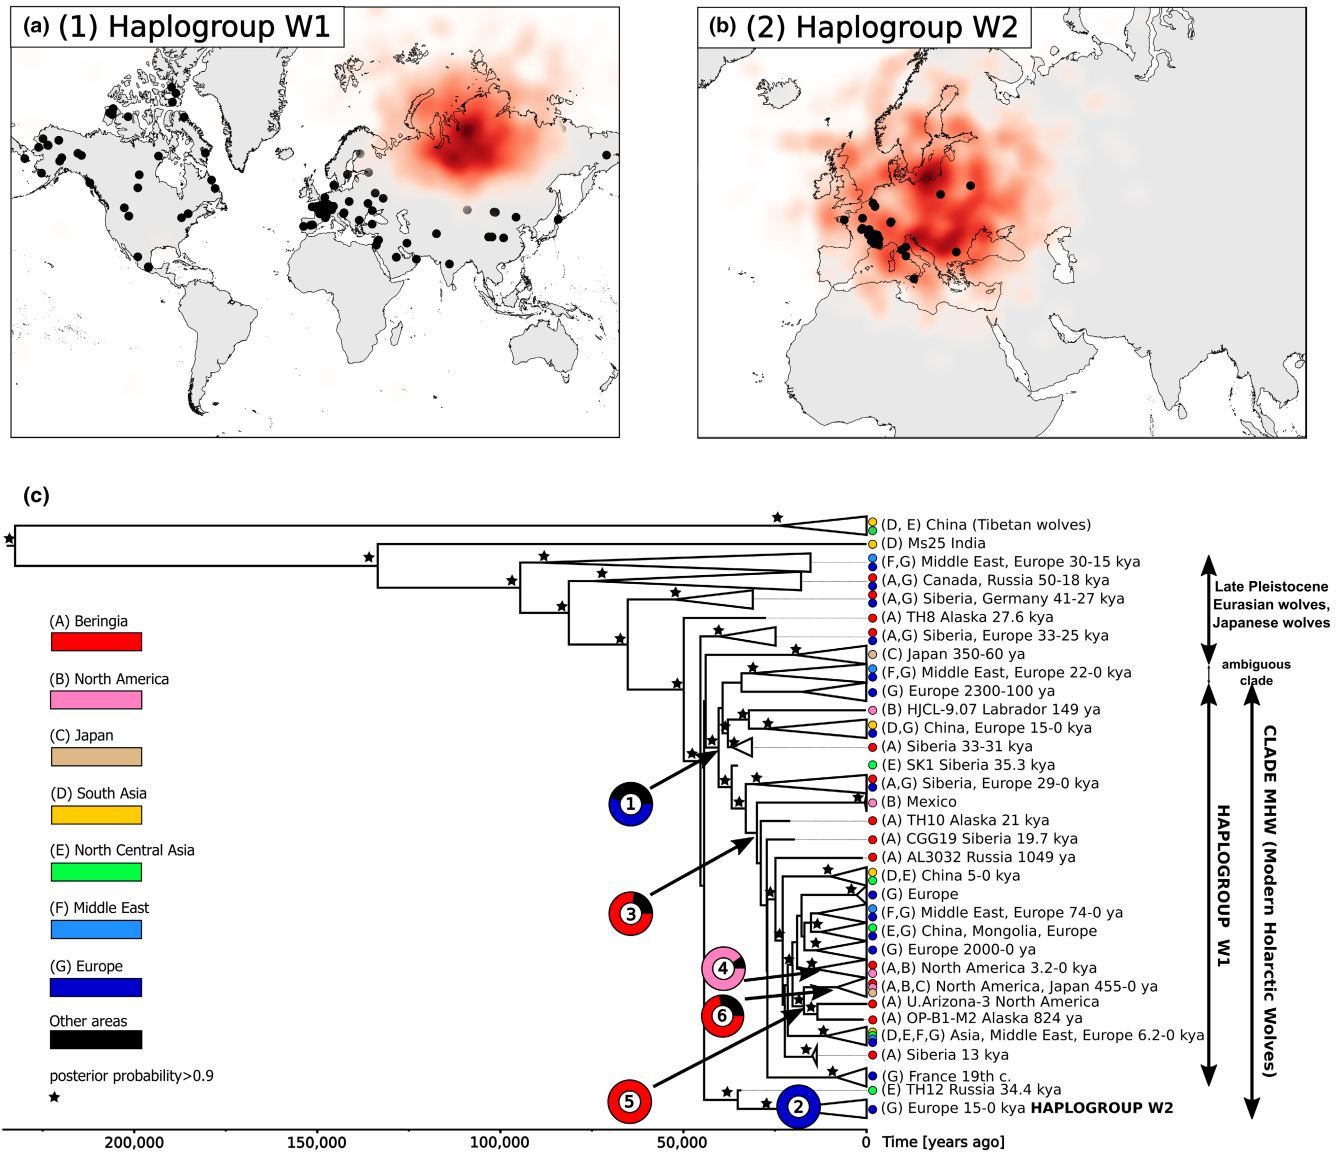 (a) (1) Haplogroup W1
(b) (2) Haplogroup W2
(c)
(A) Beringia
(B) North America
(C) Japan
(D) South Asia
(E) North Central Asia
(F) Middle East
(G) Europe
Other areas
posterior probability>0.9
(D, E) China (Tibetan wolves)
(D) Ms25 India
(F,G) Middle East, Europe 30-15 kya
(A,G) Canada, Russia 50-18 kya
(A,G) Siberia, Germany 41-27 kya
(A) TH8 Alaska 27.6 kya
(A,G) Siberia, Europe 33-25 kya
(C) Japan 350-60 ya
(F,G) Middle East, Europe 22-0 kya
(G) Europe 2300-100 ya
(B) HJCL-9.07 Labrador 149 ya
(D,G) China, Europe 15-0 kya
(A) Siberia 33-31 kya
(E) SK1 Siberia 35.3 kya
(A,G) Siberia, Europe 29-0 kya
(B) Mexico
(A) TH10 Alaska 21 kya
(A) CGG19 Siberia 19.7 kya
(A) AL3032 Russia 1049 ya
(D,E) China 5-0 kya
(G) Europe
(F,G) Middle East, Europe 74-0 ya
(E,G) China, Mongolia, Europe
(G) Europe 2000-0 ya
(A,B) North America 3.2-0 kya
(A,B,C) North America, Japan 455-0 ya
(A) U.Arizona-3 North America
(A) OP-B1-M2 Alaska 824 ya
(D,E,F,G) Asia, Middle East, Europe 6.2-0 kya
(A) Siberia 13 kya
(G) France 19th c.
(E) TH12 Russia 34.4 kya
(G) Europe 15-0 kya HAPLOGROUP W2
1
3
4
6
5
2
Late Pleistocene
Eurasian wolves,
Japanese wolves
ambiguous
clade
HAPLOGROUP W1
CLADE MHW (Modern Holarctic Wolves)
200,000
150,000
100,000
50,000
0
Time [years ago]